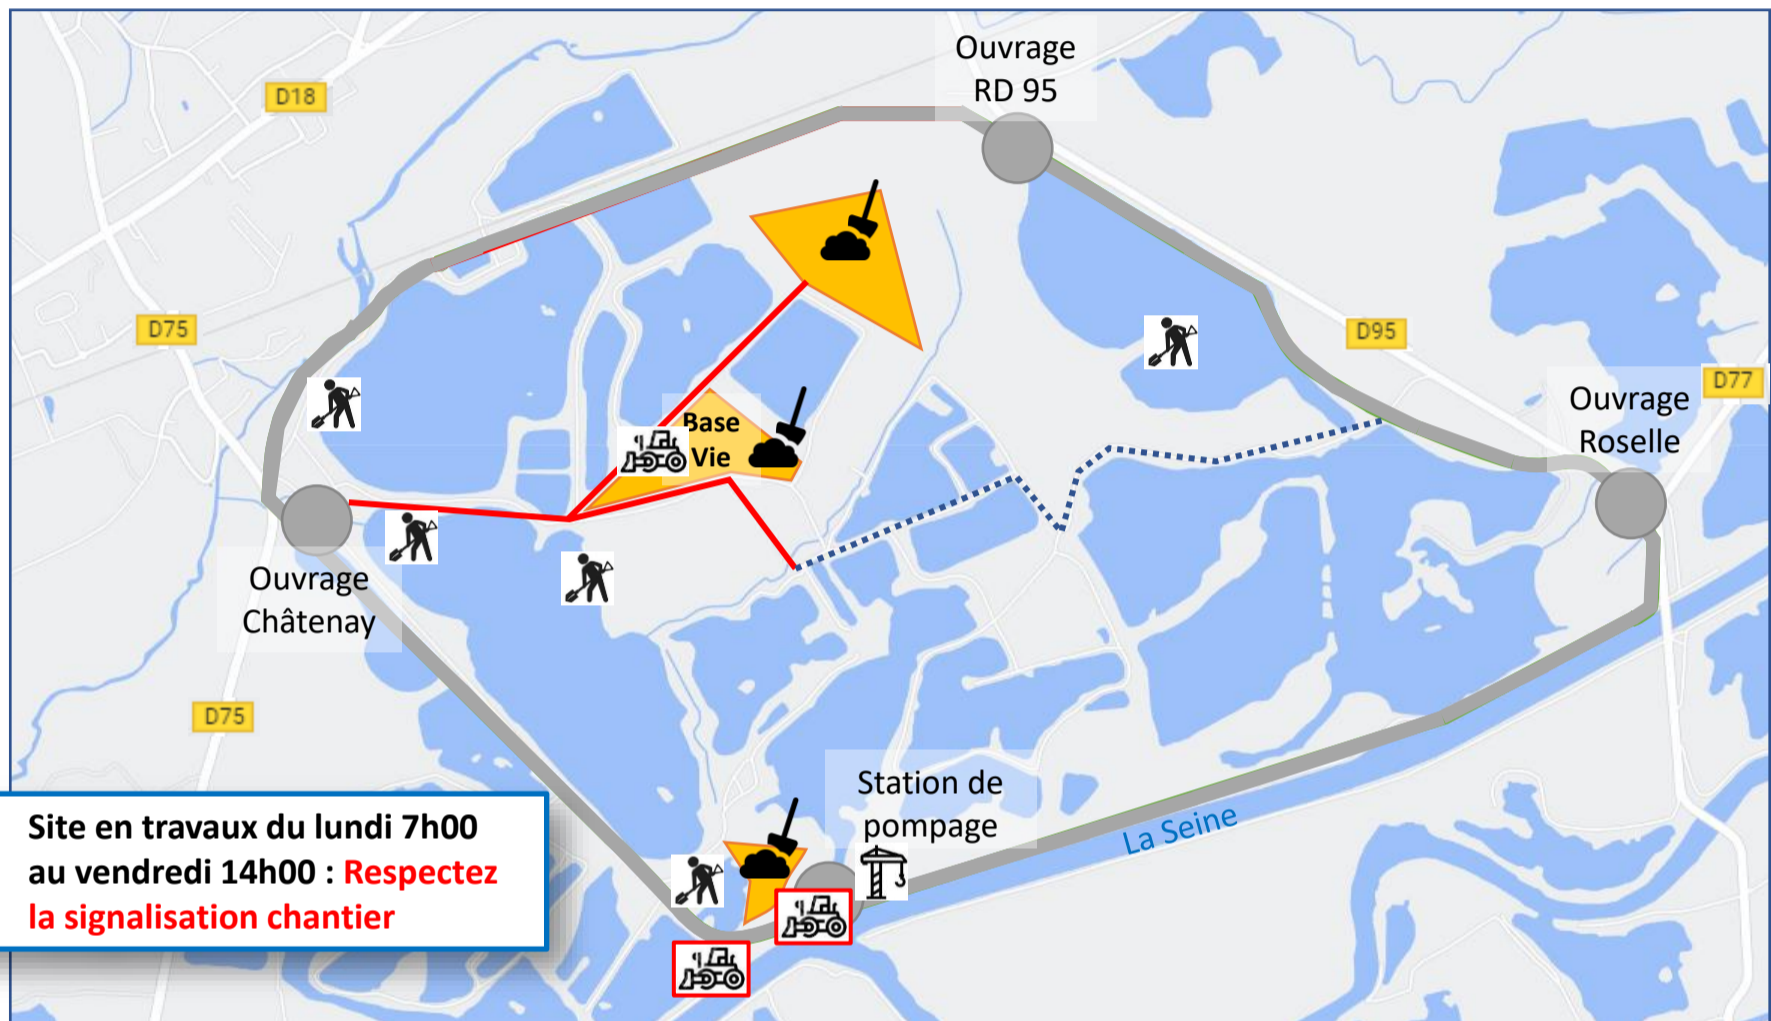 Ouvrage
RD 95
D18
D75
D95
D77
Ouvrage
Roselle
Base
Vie
Ouvrage
Châtenay
D75
Station de
pompage
La Seine
Site en travaux du lundi 7h00
au vendredi 14h00 : Respectez
la signalisation chantier